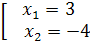 [ x₁ = 3
x₂ = −4